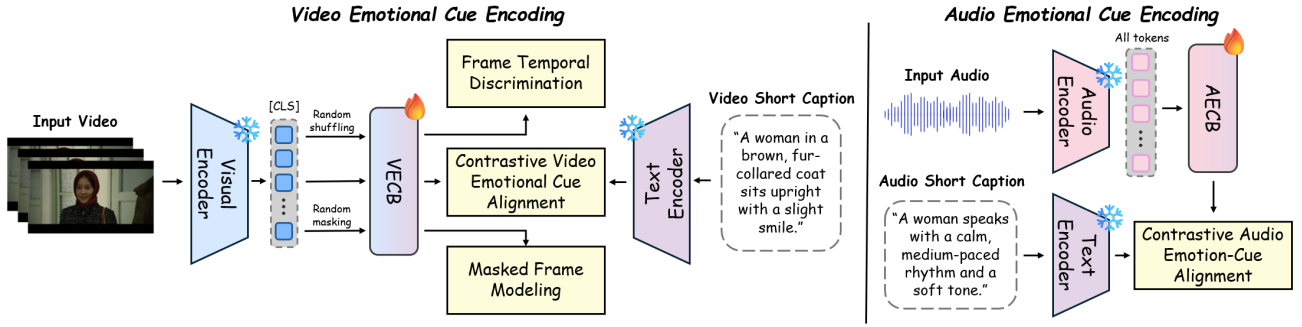 Video Emotional Cue Encoding
Input Video
Visual
Encoder
[CLS]
Random
shuffling
Random
masking
VECB
Frame Temporal
Discrimination
Contrastive Video
Emotional Cue
Alignment
Masked Frame
Modeling
Text
Encoder
Video Short Caption
“A woman in a
brown, fur-
collared coat
sits upright
with a slight
smile.”
Audio Emotional Cue Encoding
Input Audio
Audio
Encoder
All tokens
AECB
Audio Short Caption
“A woman speaks
with a calm,
medium-paced
rhythm and a
soft tone.”
Text
Encoder
Contrastive Audio
Emotion-Cue
Alignment